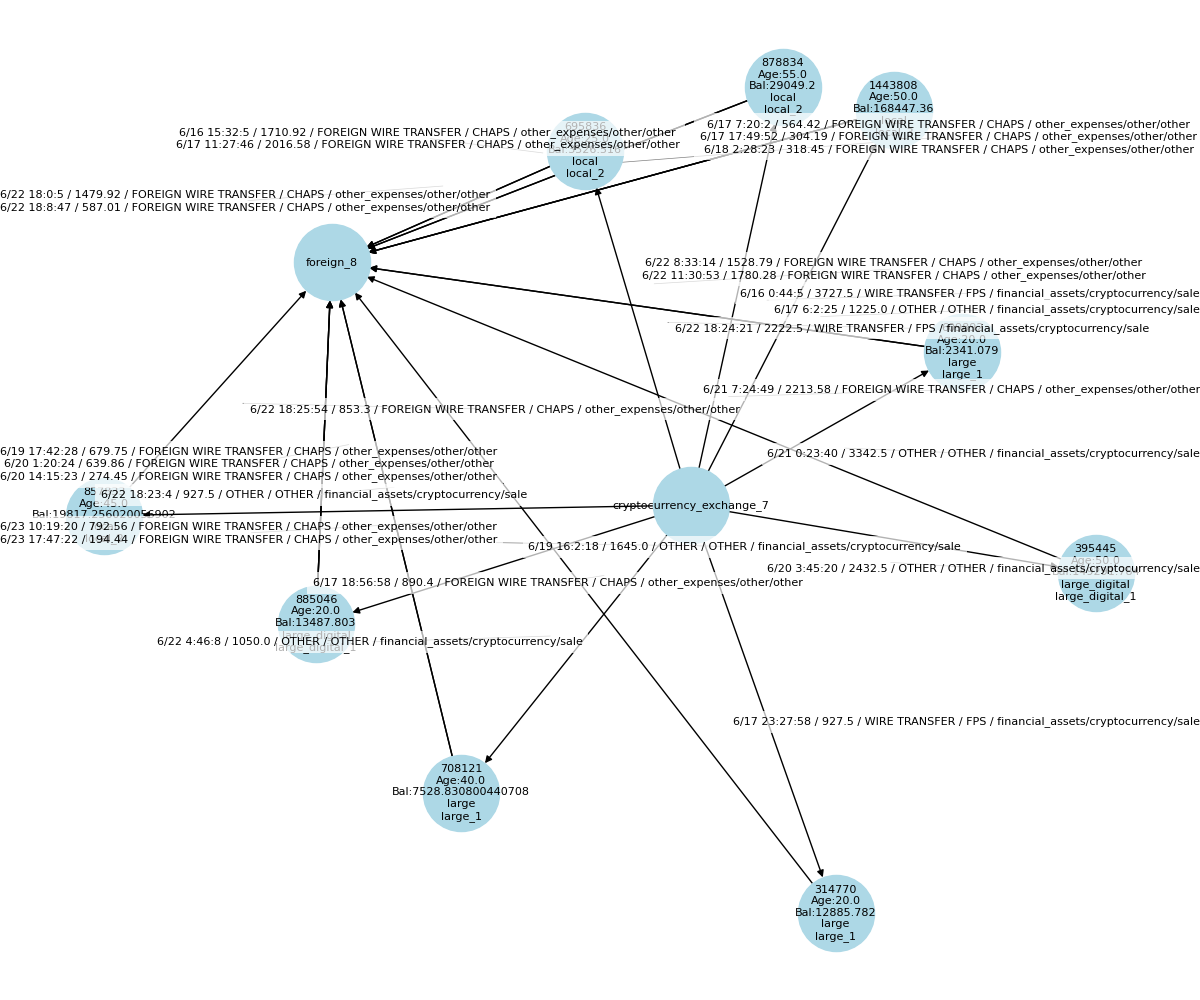 878834
Age:55.0
Bal:29049.2
local
local_2
1443808
Age:50.0
Bal:168447.36
6/17 7:20:2 / 564.42 / FOREIGN WIRE TRANSFER / CHAPS / other_expenses/other/other
6/17 17:49:52 / 304.19 / FOREIGN WIRE TRANSFER / CHAPS / other_expenses/other/other
6/18 2:28:23 / 318.45 / FOREIGN WIRE TRANSFER / CHAPS / other_expenses/other/other
695836
6/16 15:32:5 / 1710.92 / FOREIGN WIRE TRANSFER / CHAPS / other_expenses/other/other
6/17 11:27:46 / 2016.58 / FOREIGN WIRE TRANSFER / CHAPS / other_expenses/other/other
local
local_2
6/22 18:0:5 / 1479.92 / FOREIGN WIRE TRANSFER / CHAPS / other_expenses/other/other
6/22 18:8:47 / 587.01 / FOREIGN WIRE TRANSFER / CHAPS / other_expenses/other/other
foreign_8
6/22 8:33:14 / 1528.79 / FOREIGN WIRE TRANSFER / CHAPS / other_expenses/other/other
6/22 11:30:53 / 1780.28 / FOREIGN WIRE TRANSFER / CHAPS / other_expenses/other/other
6/16 0:44:5 / 3727.5 / WIRE TRANSFER / FPS / financial_assets/cryptocurrency/sale
6/17 6:2:25 / 1225.0 / OTHER / OTHER / financial_assets/cryptocurrency/sale
6/22 18:24:21 / 2222.5 / WIRE TRANSFER / FPS / financial_assets/cryptocurrency/sale
Age:20.0
Bal:2341.079
large
large_1
6/21 7:24:49 / 2213.58 / FOREIGN WIRE TRANSFER / CHAPS / other_expenses/other/other
6/22 18:25:54 / 853.3 / FOREIGN WIRE TRANSFER / CHAPS / other_expenses/other/other
6/21 0:23:40 / 3342.5 / OTHER / OTHER / financial_assets/cryptocurrency/sale
6/19 17:42:28 / 679.75 / FOREIGN WIRE TRANSFER / CHAPS / other_expenses/other/other
6/20 1:20:24 / 639.86 / FOREIGN WIRE TRANSFER / CHAPS / other_expenses/other/other
6/20 14:15:23 / 274.45 / FOREIGN WIRE TRANSFER / CHAPS / other_expenses/other/other
6/22 18:23:4 / 927.5 / OTHER / OTHER / financial_assets/cryptocurrency/sale
Age:45.0
Bal:19817.256020056902
cryptocurrency_exchange_7
6/23 10:19:20 / 792.56 / FOREIGN WIRE TRANSFER / CHAPS / other_expenses/other/other
6/23 17:47:22 / 194.44 / FOREIGN WIRE TRANSFER / CHAPS / other_expenses/other/other
6/19 16:2:18 / 1645.0 / OTHER / OTHER / financial_assets/cryptocurrency/sale
395445
Age:50.0
6/20 3:45:20 / 2432.5 / OTHER / OTHER / financial_assets/cryptocurrency/sale
large_digital
large_digital_1
6/17 18:56:58 / 890.4 / FOREIGN WIRE TRANSFER / CHAPS / other_expenses/other/other
885046
Age:20.0
Bal:13487.803
large_digital
large_digital_1
6/22 4:46:8 / 1050.0 / OTHER / OTHER / financial_assets/cryptocurrency/sale
6/17 23:27:58 / 927.5 / WIRE TRANSFER / FPS / financial_assets/cryptocurrency/sale
708121
Age:40.0
Bal:7528.830800440708
large
large_1
314770
Age:20.0
Bal:12885.782
large
large_1